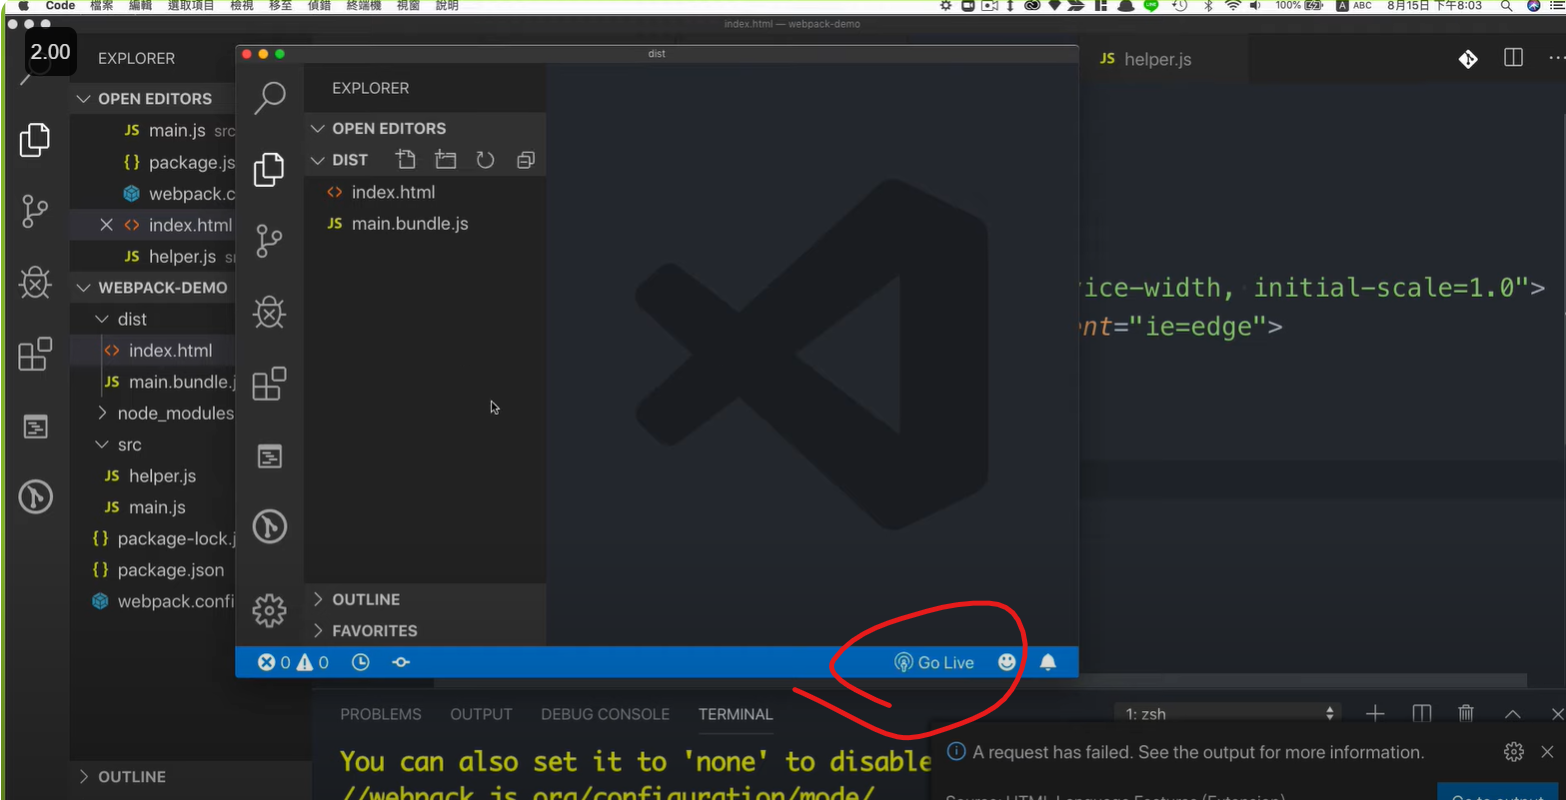 Code 檔案 編輯 選取項目 檢視 移至 偵錯 終端機 視窗 說明 100% A ABC 8月15日 下午8:03
index.html — webpack-demo
2.00
EXPLORER
OPEN EDITORS
JS main.js src
{} package.js
webpack.c
<> index.html
JS helper.js
WEBPACK-DEMO
dist
<> index.html
JS main.bundle.j
node_modules
src
JS helper.js
JS main.js
{} package-lock.j
{} package.json
webpack.confi
OUTLINE
dist
EXPLORER
OPEN EDITORS
DIST
<> index.html
JS main.bundle.js
OUTLINE
FAVORITES
0 0 Go Live
JS helper.js
vice-width, initial-scale=1.0">
ent="ie=edge">
PROBLEMS OUTPUT DEBUG CONSOLE TERMINAL 1: zsh
You can also set it to 'none' to disable
//webpack.js.org/configuration/mode/
A request has failed. See the output for more information.
Source: HTML Language Features (Extension) Go to output